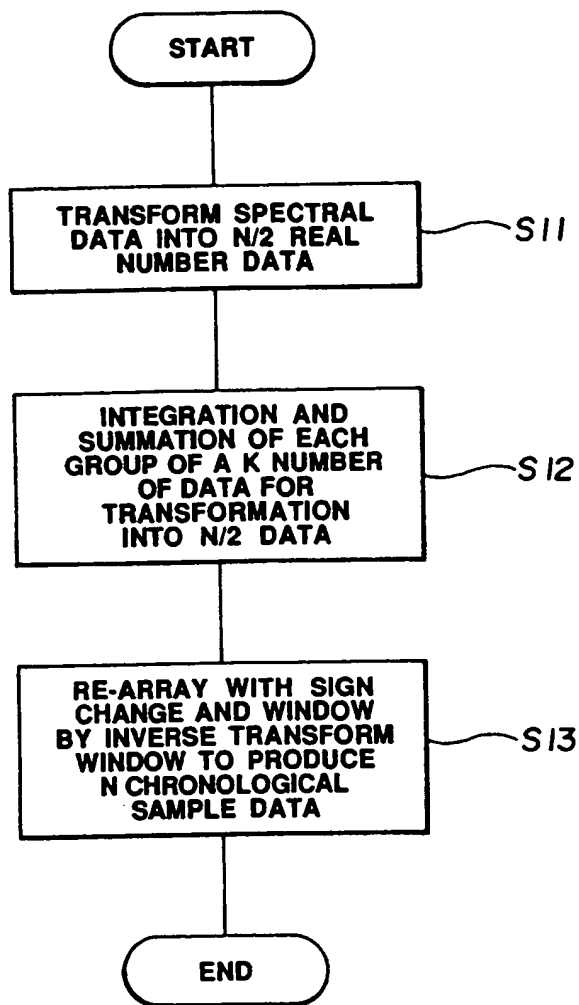 START
TRANSFORM SPECTRAL
DATA INTO N/2 REAL
NUMBER DATA
S11
INTEGRATION AND
SUMMATION OF EACH
GROUP OF A K NUMBER
OF DATA FOR
TRANSFORMATION
INTO N/2 DATA
S12
RE-ARRAY WITH SIGN
CHANGE AND WINDOW
BY INVERSE TRANSFORM
WINDOW TO PRODUCE
N CHRONOLOGICAL
SAMPLE DATA
S13
END